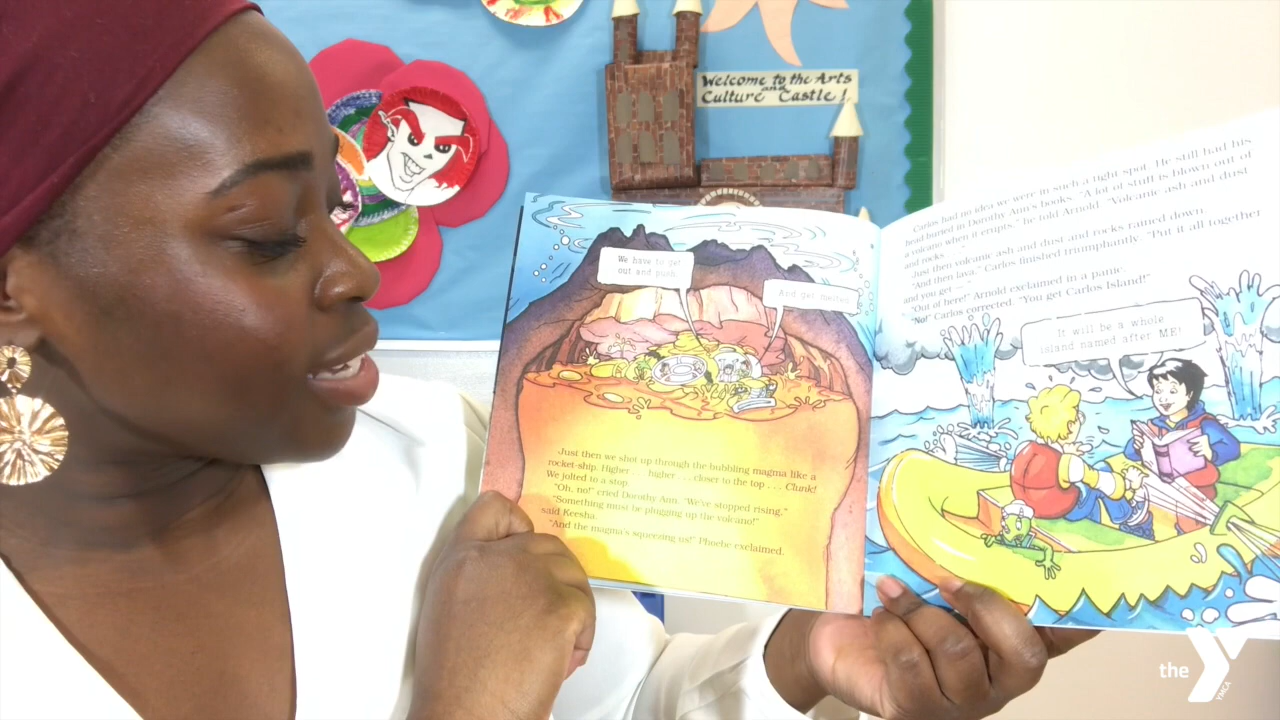 Welcome to the Arts
and
Culture Castle!
We have to get
out and push.
And get melted.
Just then we shot up through the bubbling magma like a
rocket-ship. Higher . . . higher . . . closer to the top . . . Clunk!
We jolted to a stop.
"Oh, no!" cried Dorothy Ann. "We've stopped rising."
"Something must be plugging up the volcano!"
said Keesha.
"And the magma's squeezing us!" Phoebe exclaimed.
Carlos had no idea we were in such a tight spot. He still had his
head buried in Dorothy Ann's books. "A lot of stuff is blown out of
a volcano when it erupts," he told Arnold. "Volcanic ash and dust
and rocks."
Just then volcanic ash and dust and rocks rained down.
"And then lava," Carlos finished triumphantly. "Put it all together
and you get — "
"Out of here!" Arnold exclaimed in a panic.
"No!" Carlos corrected. "You get Carlos Island!"
It will be a whole
island named after ME!
the
YMCA